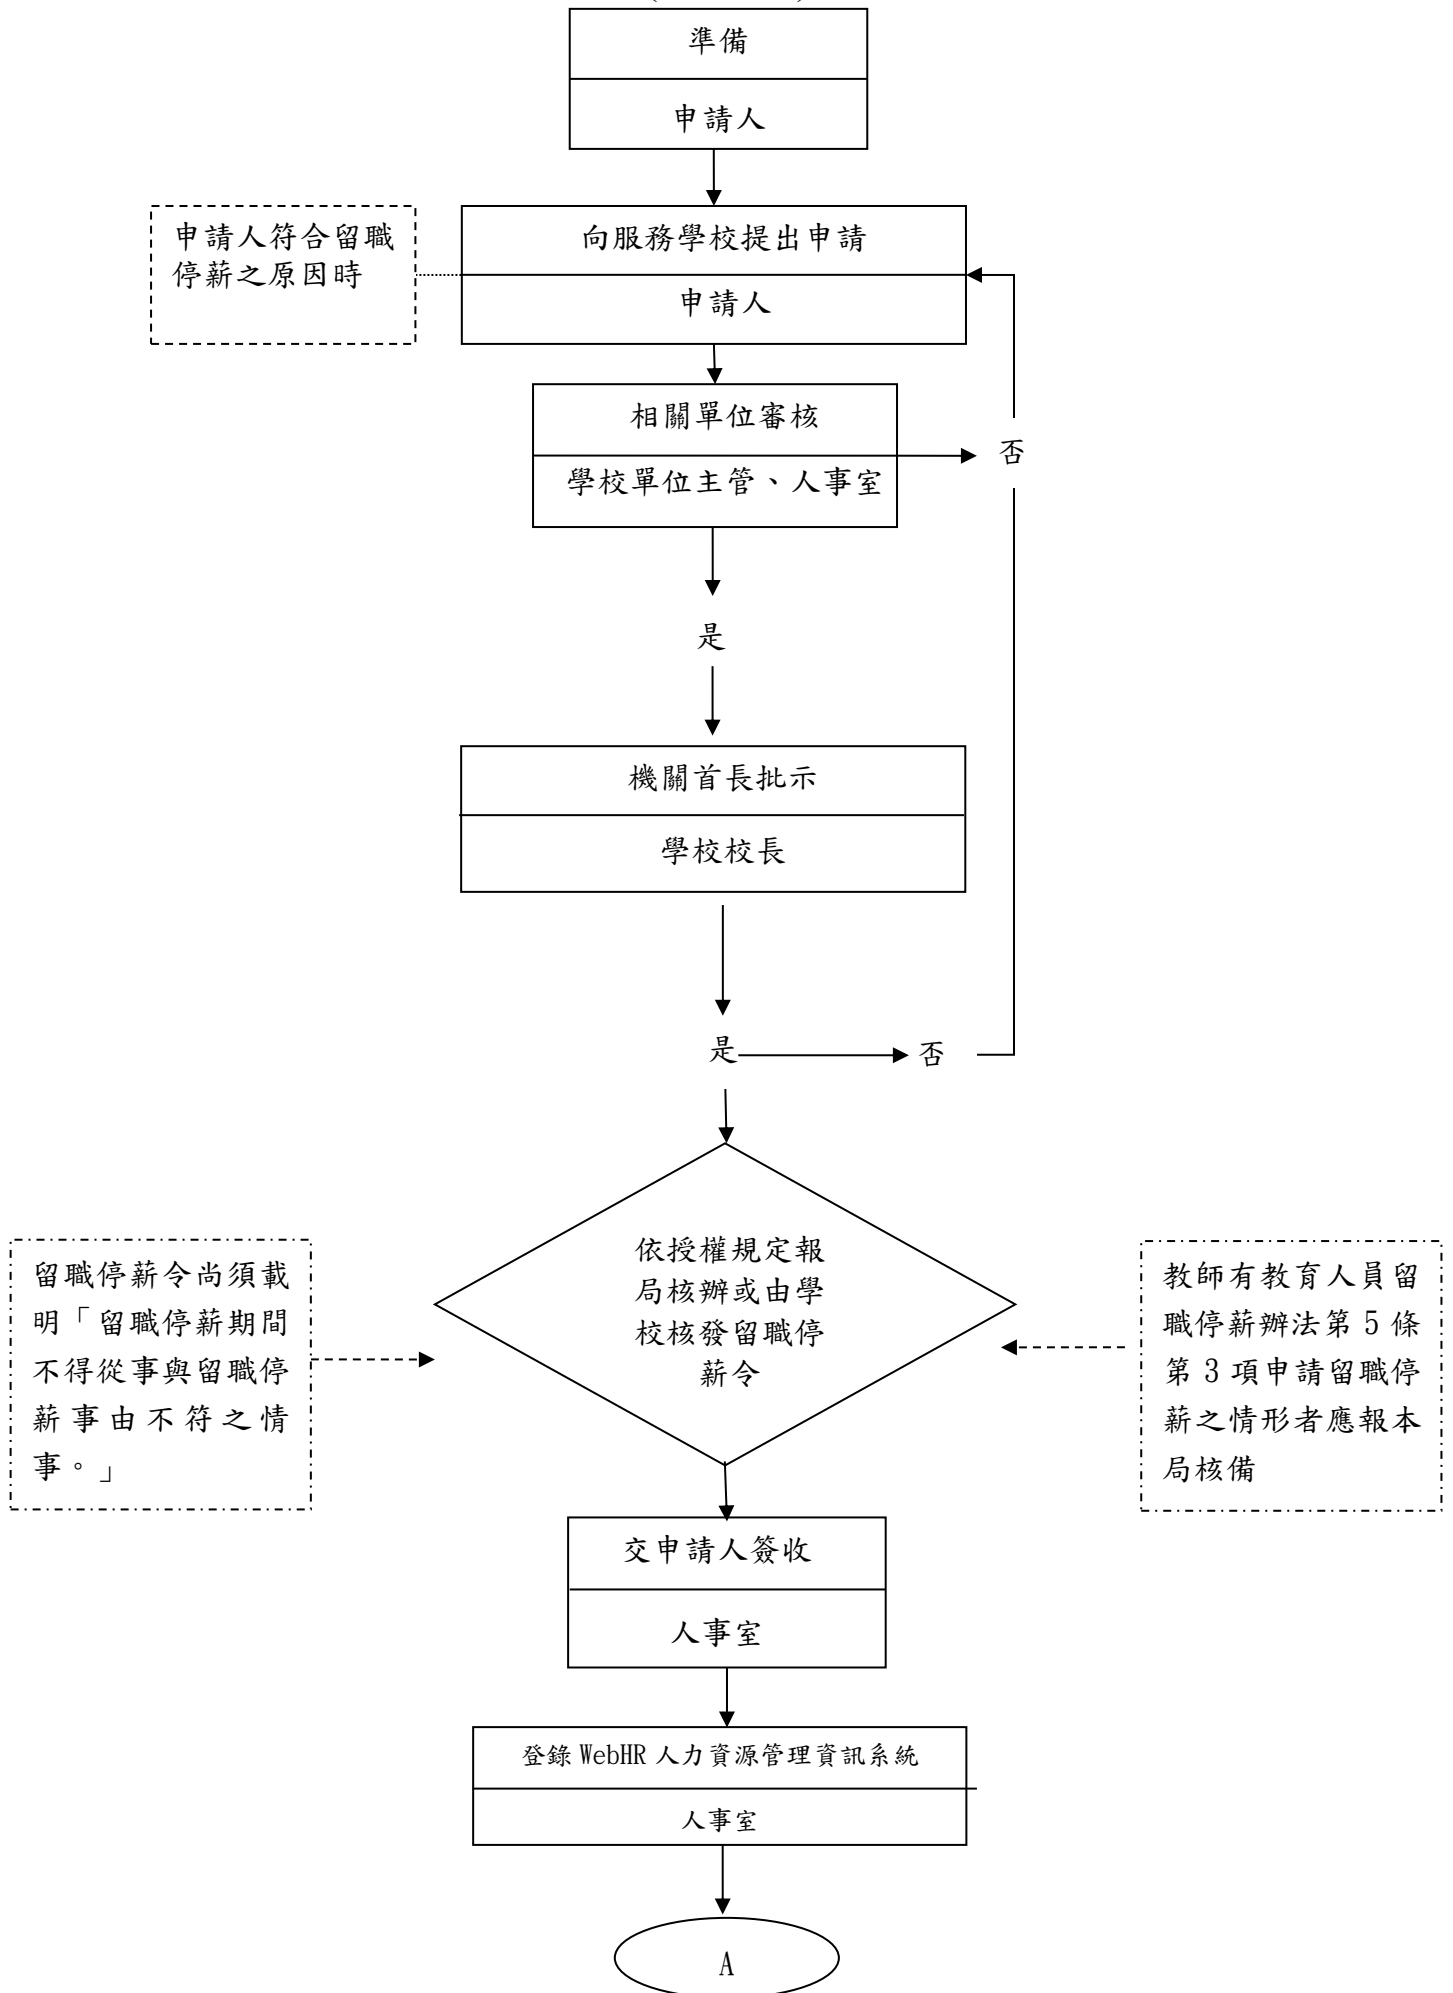 準備
申請人
申請人符合留職
停薪之原因時
向服務學校提出申請
申請人
相關單位審核
學校單位主管、人事室
否
是
機關首長批示
學校校長
是
否
依授權規定報
局核辦或由學
校核發留職停
薪令
留職停薪令尚須載
明「留職停薪期間
不得從事與留職停
薪事由不符之情
事。」
教師有教育人員留
職停薪辦法第 5 條
第 3 項申請留職停
薪之情形者應報本
局核備
交申請人簽收
人事室
登錄 WebHR 人力資源管理資訊系統
人事室
A